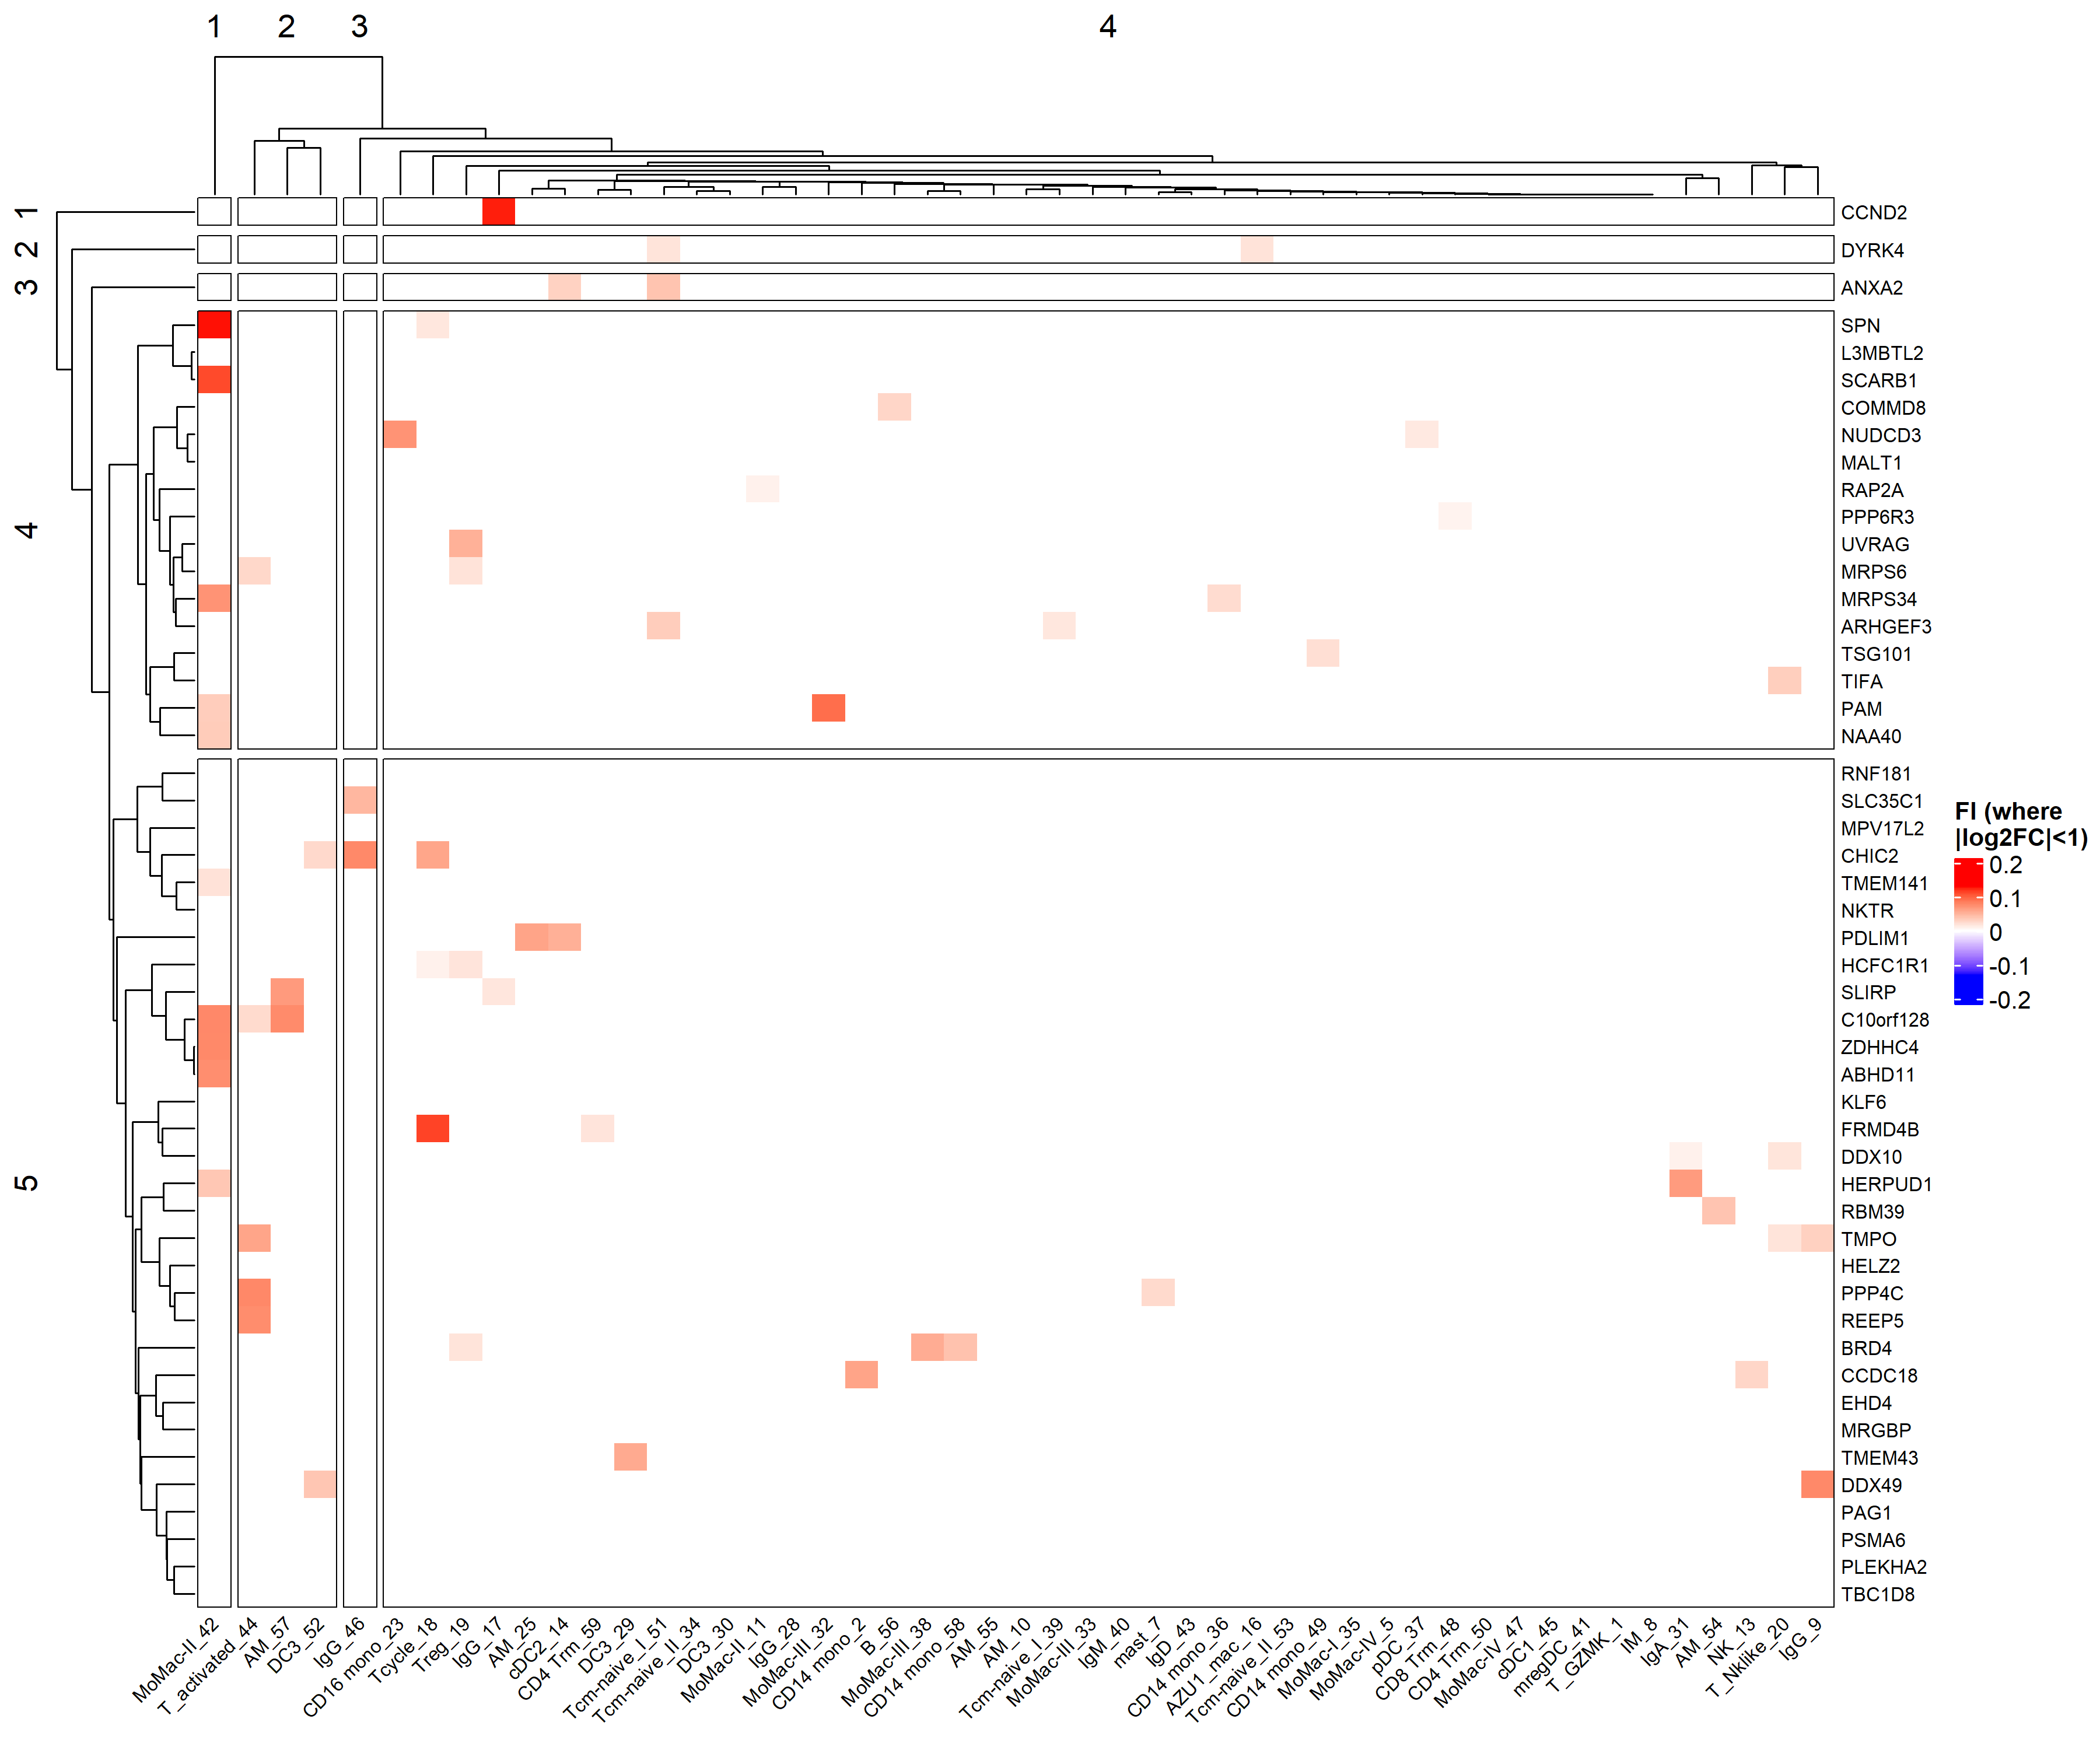 1 2 3 4
1
2
3
4
5
CCND2
DYRK4
ANXA2
SPN
L3MBTL2
SCARB1
COMMD8
NUDCD3
MALT1
RAP2A
PPP6R3
UVRAG
MRPS6
MRPS34
ARHGEF3
TSG101
TIFA
PAM
NAA40
RNF181
SLC35C1
MPV17L2
CHIC2
TMEM141
NKTR
PDLIM1
HCFC1R1
SLIRP
C10orf128
ZDHHC4
ABHD11
KLF6
FRMD4B
DDX10
HERPUD1
RBM39
TMPO
HELZ2
PPP4C
REEP5
BRD4
CCDC18
EHD4
MRGBP
TMEM43
DDX49
PAG1
PSMA6
PLEKHA2
TBC1D8
MoMac-II_42
T_activated_44
AM_57
DC3_52
IgG_46
CD16 mono_23
Tcycle_18
Treg_19
IgG_17
AM_25
cDC2_14
CD4 Trm_59
DC3_29
Tcm-naive_I_51
Tcm-naive_II_34
DC3_30
MoMac-II_11
IgG_28
MoMac-III_32
CD14 mono_2
B_56
MoMac-III_38
CD14 mono_58
AM_55
AM_10
Tcm-naive_I_39
MoMac-III_33
IgM_40
mast_7
IgD_43
CD14 mono_36
AZU1_mac_16
Tcm-naive_II_53
CD14 mono_49
MoMac-I_35
MoMac-IV_5
pDC_37
CD8 Trm_48
CD4 Trm_50
MoMac-IV_47
cDC1_45
mregDC_41
T_GZMK_1
IM_8
IgA_31
AM_54
NK_13
T_Nklike_20
IgG_9
FI (where
|log2FC|<1)
0.2
0.1
0
-0.1
-0.2